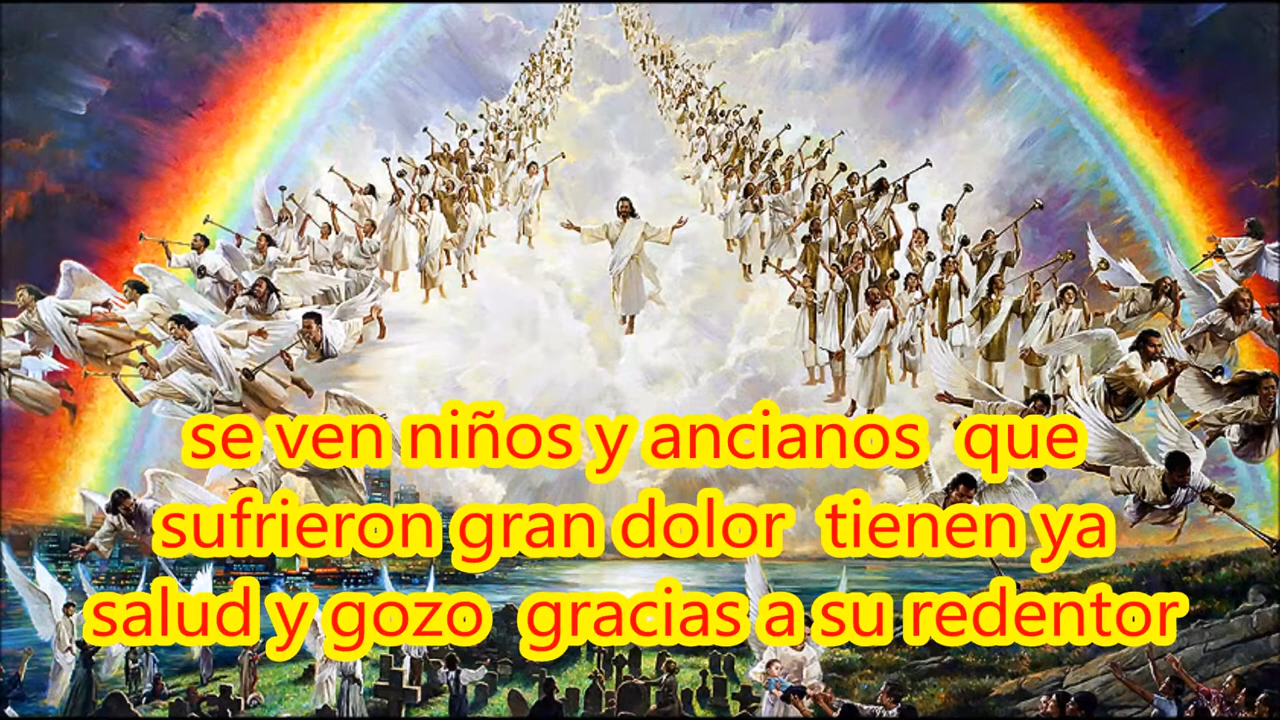 se ven niños y ancianos  que
sufrieron gran dolor  tienen ya
salud y gozo  gracias a su redentor